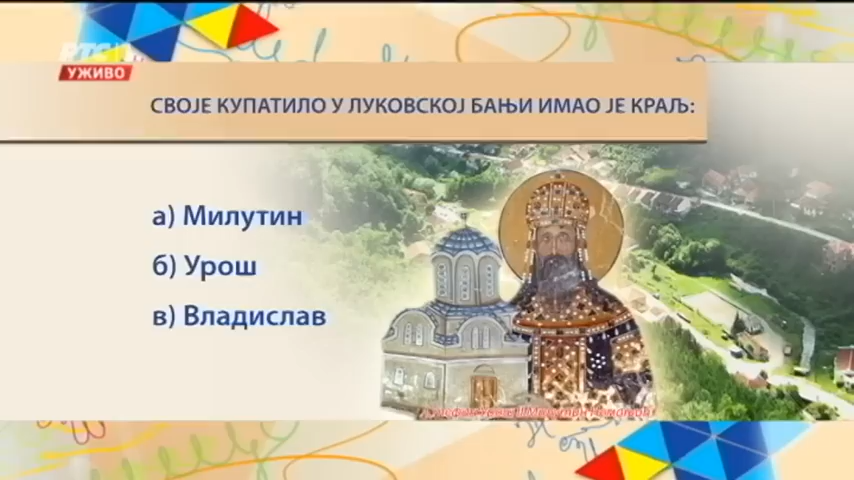 РТС
УЖИВО
СВОЈЕ КУПАТИЛО У ЛУКОВСКОЈ БАЊИ ИМАО ЈЕ КРАЉ:
а) Милутин
б) Урош
в) Владислав